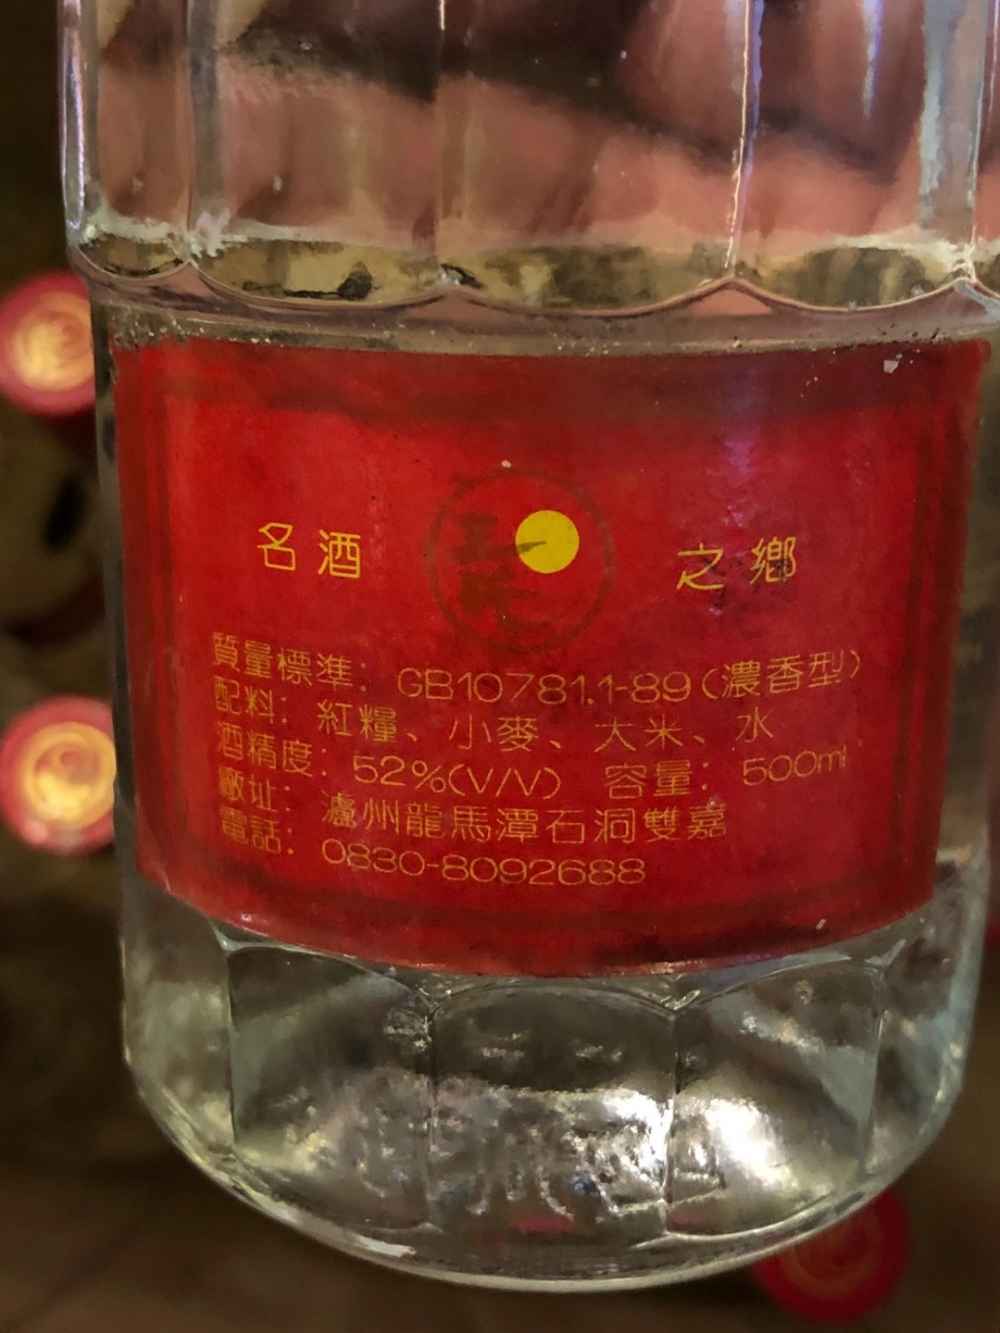 名酒 之鄉
質量標準：GB10781.1-89(濃香型)
配料：紅糧、小麥、大米、水
酒精度：52%(V/V) 容量：500ml
廠址：瀘州龍馬潭石洞雙嘉
電話：0830-8092688